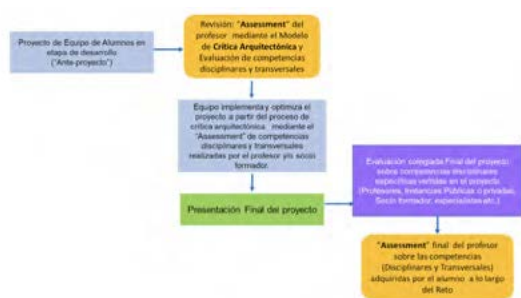 Proyecto de Equipo de Alumnos en
etapa de desarrollo
("Ante-proyecto")
Revisión: "Assessment" del
profesor mediante el Modelo
de Crítica Arquitectónica y
Evaluación de competencias
disciplinares y transversales
Equipo implementa y optimiza el
proyecto a partir del proceso de
crítica arquitectónica mediante el
"Assessment" de competencias
disciplinares y transversales
realizadas por el profesor y/o socio
formador.
Presentación Final del proyecto
Evaluación colegiada Final del proyecto
sobre competencias disciplinares
específicas vertidas en el proyecto
(Profesores, Instancias Públicas o privadas,
Socio formador, especialistas etc.)
"Assessment" final del profesor
sobre las competencias
(Disciplinares y Transversales)
adquiridas por el alumno a lo largo
del Reto